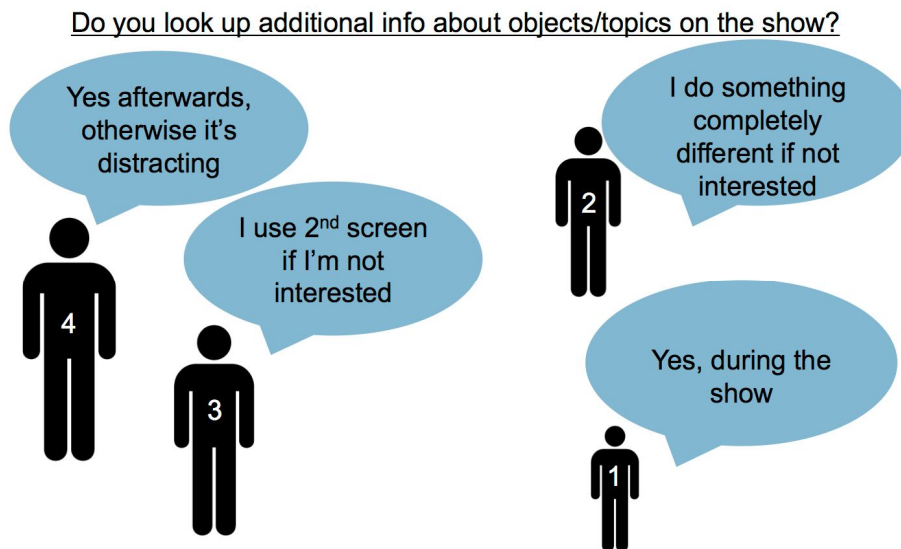 Do you look up additional info about objects/topics on the show?
Yes afterwards,
otherwise it's
distracting
4
I use 2nd screen
if I'm not
interested
3
I do something
completely
different if not
interested
2
Yes, during the
show
1